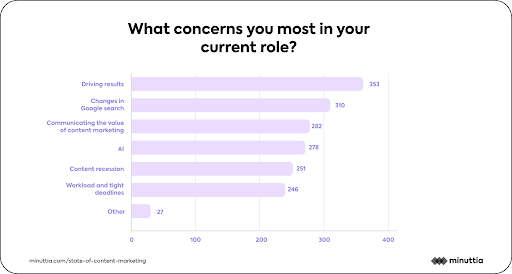 What concerns you most in your
current role?
Driving results
353
Changes in
Google search
310
Communicating the value
of content marketing
282
AI
278
Content recession
251
Workload and tight
deadlines
246
Other
27
0
100
200
300
400
minuttia.com/state-of-content-marketing
minuttia